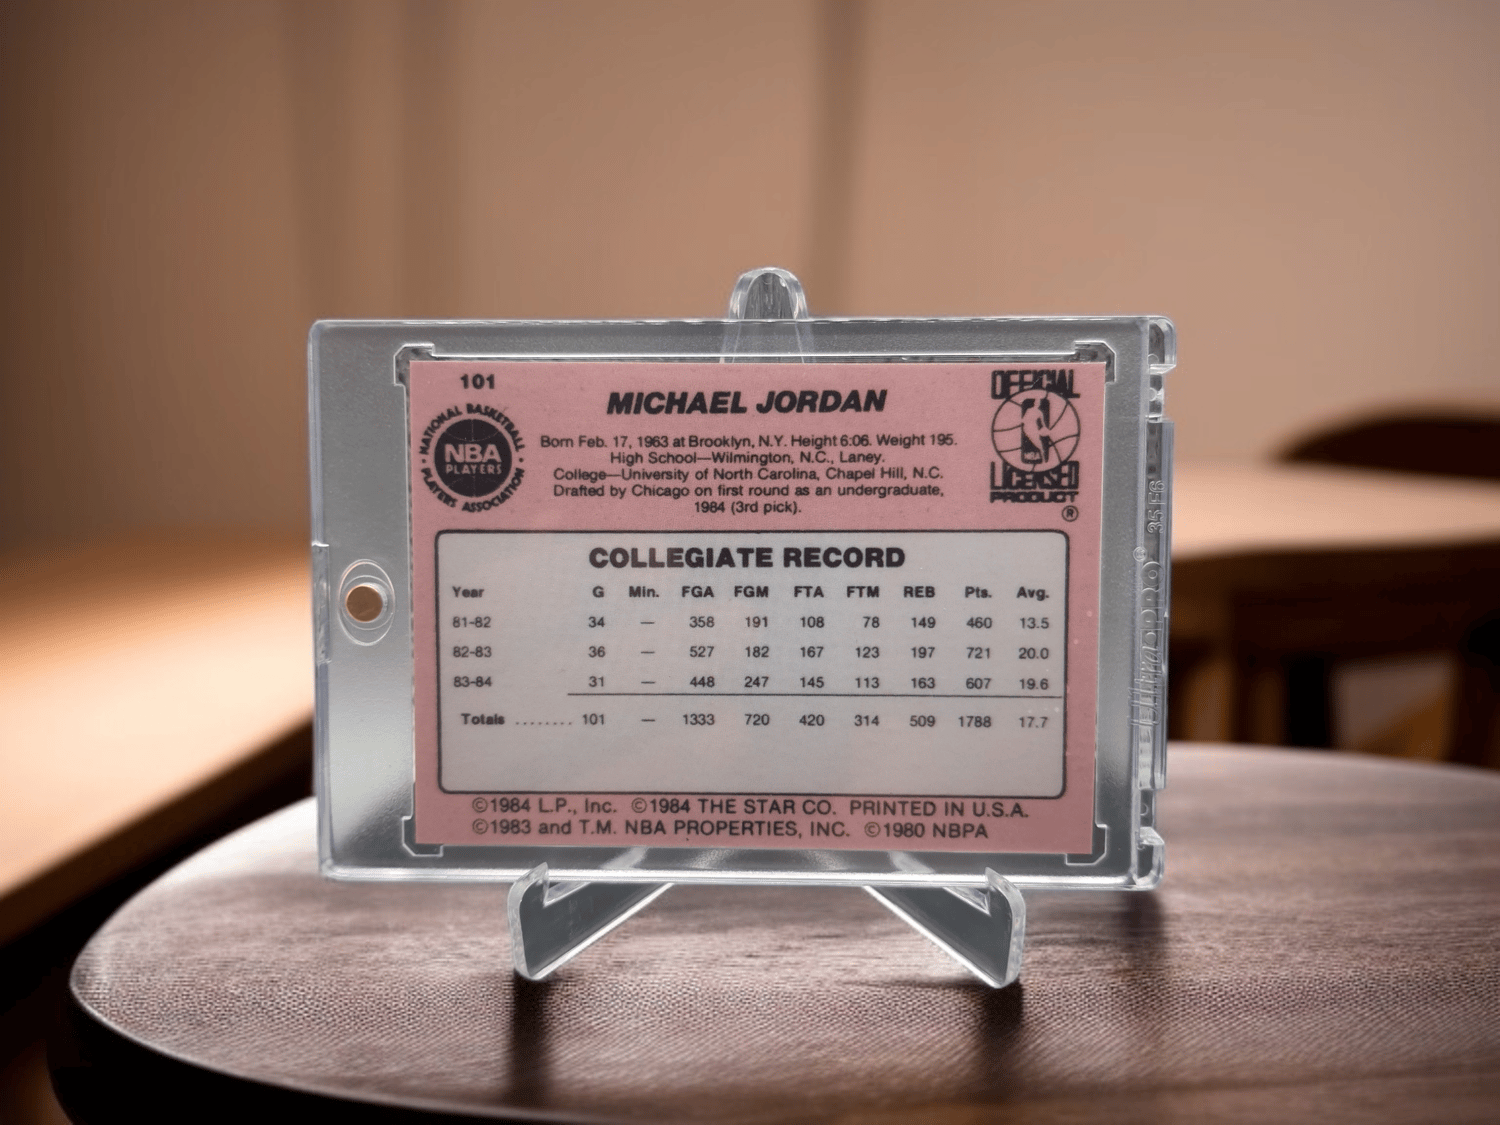 101
MICHAEL JORDAN
NATIONAL BASKETBALL
NBA
PLAYERS
PLAYERS ASSOCIATION
OFFICIAL
LICENSED
PRODUCT
®
Born Feb. 17, 1963 at Brooklyn, N.Y. Height 6:06. Weight 195.
High School—Wilmington, N.C., Laney.
College—University of North Carolina, Chapel Hill, N.C.
Drafted by Chicago on first round as an undergraduate,
1984 (3rd pick).
COLLEGIATE RECORD
Year G Min. FGA FGM FTA FTM REB Pts. Avg.
81-82 34 — 358 191 108 78 149 460 13.5
82-83 36 — 527 182 167 123 197 721 20.0
83-84 31 — 448 247 145 113 163 607 19.6
Totals ........ 101 — 1333 720 420 314 509 1788 17.7
©1984 L.P., Inc. ©1984 THE STAR CO. PRINTED IN U.S.A.
©1983 and T.M. NBA PROPERTIES, INC. ©1980 NBPA